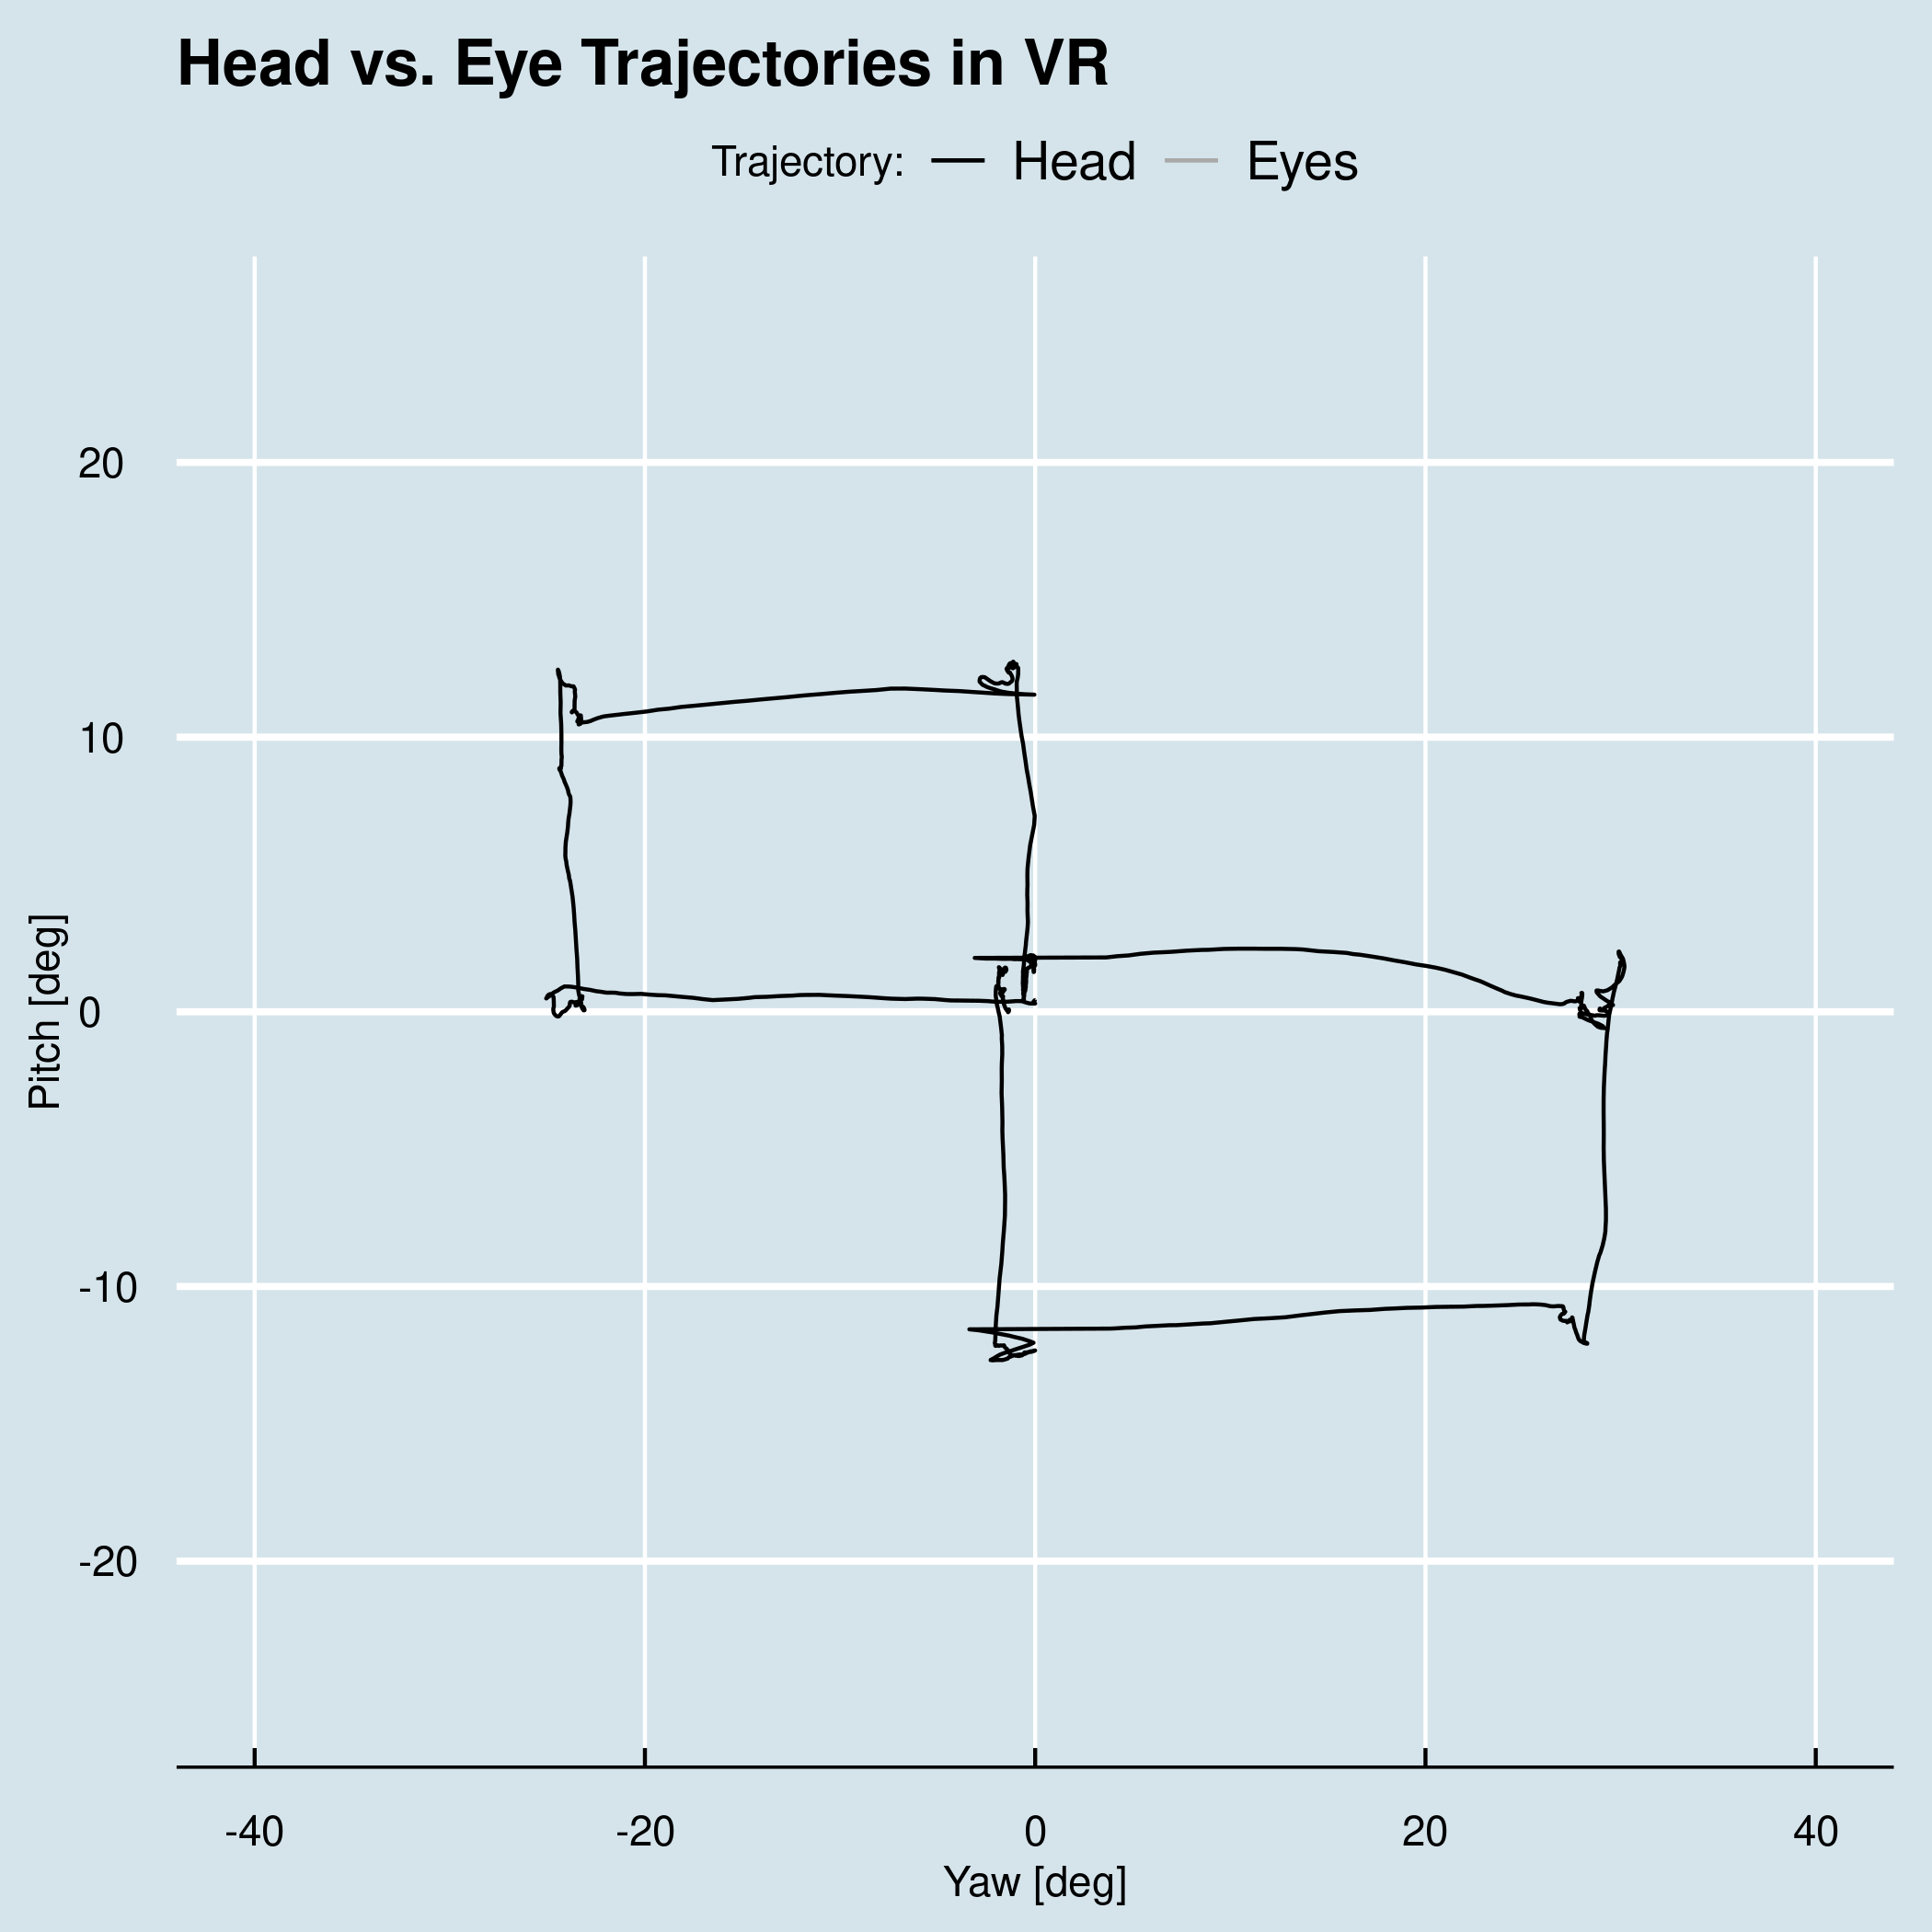 Head vs. Eye Trajectories in VR
Trajectory: Head Eyes
20
10
0
-10
-20
Pitch [deg]
-40 -20 0 20 40
Yaw [deg]